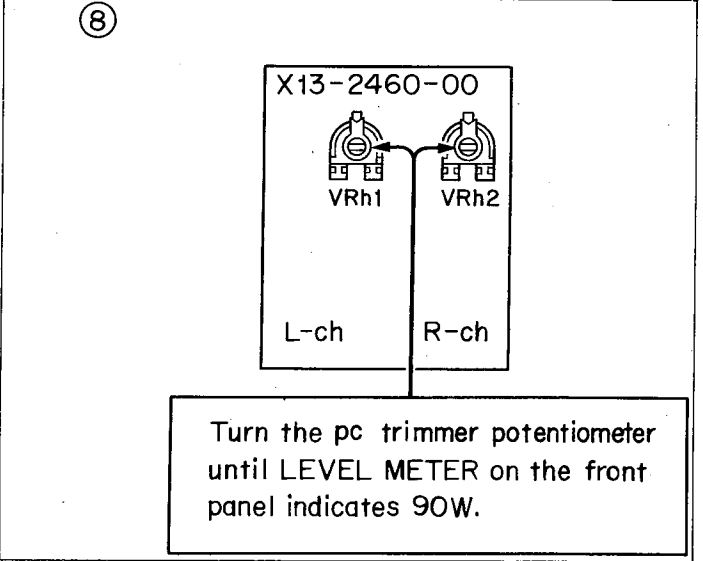 ⑧
X13-2460-00
VRh1 VRh2
L-ch R-ch
Turn the pc trimmer potentiometer
until LEVEL METER on the front
panel indicates 90W.